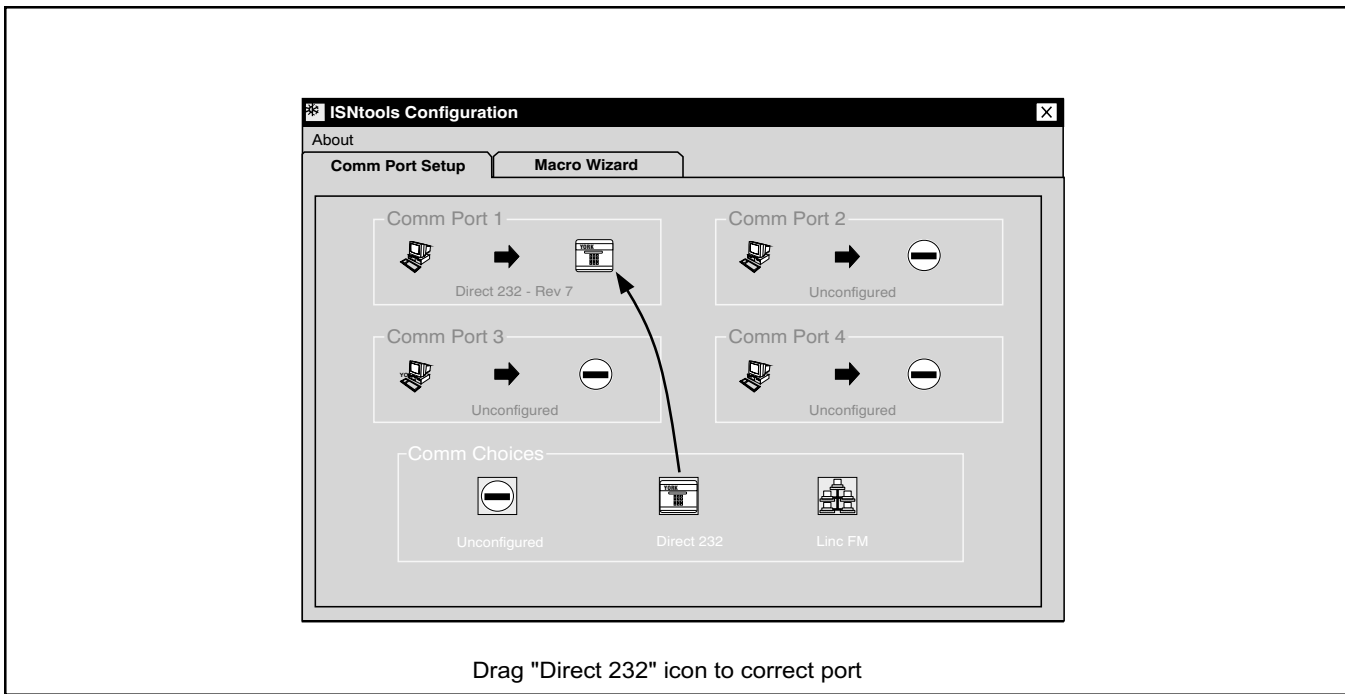 ISNtools Configuration
About
Comm Port Setup
Macro Wizard
Comm Port 1
YORK
Direct 232 - Rev 7
Comm Port 2
Unconfigured
Comm Port 3
Unconfigured
Comm Port 4
Unconfigured
Comm Choices
YORK
Unconfigured
Direct 232
Linc FM
Drag "Direct 232" icon to correct port